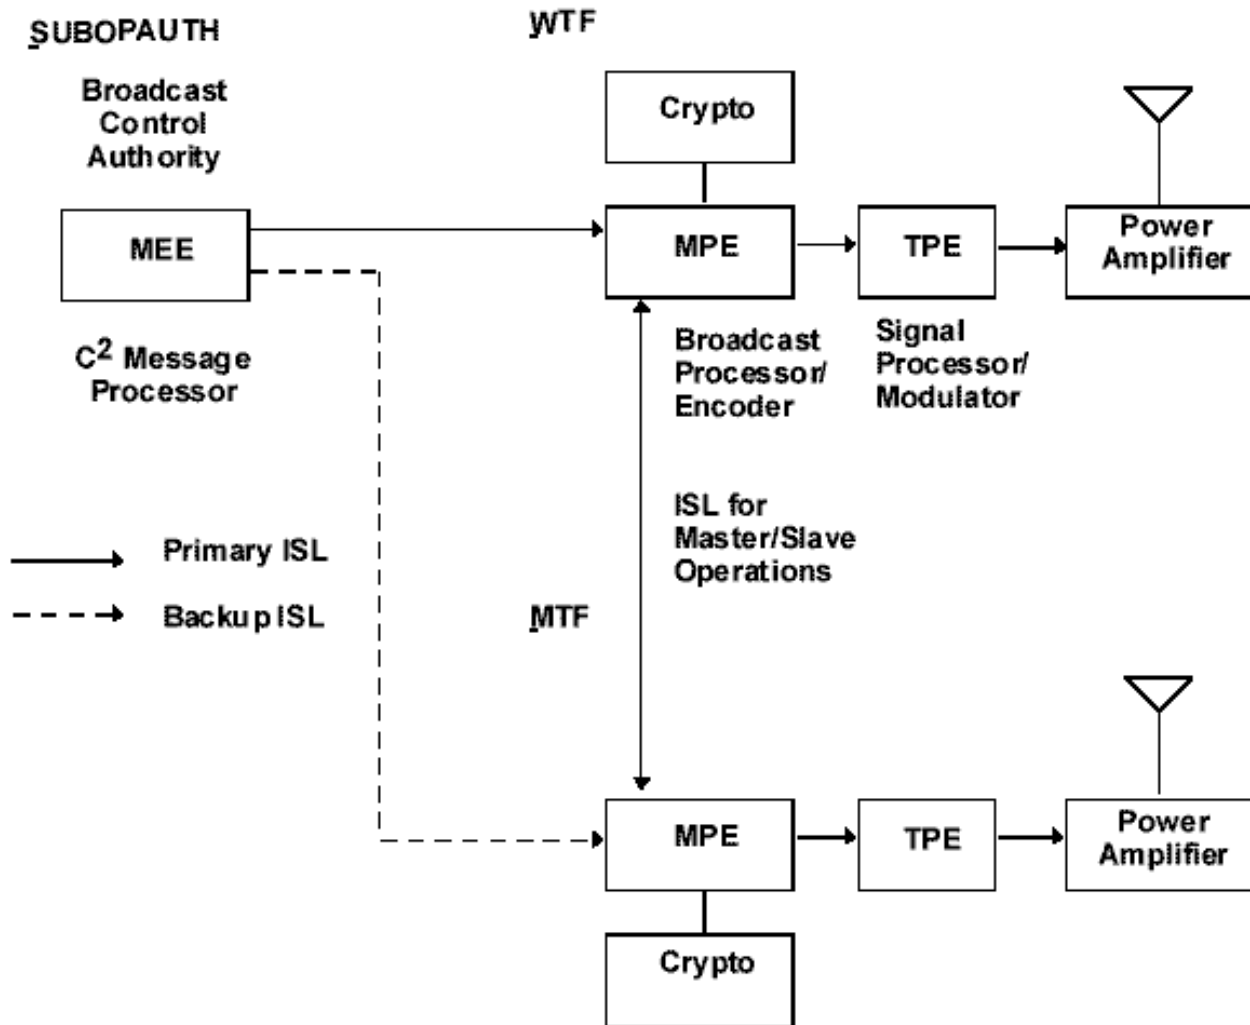 SUBOPAUTH
WTF
Broadcast
Control
Authority
Crypto
MEE
MPE
TPE
Power
Amplifier
C2 Message
Processor
Broadcast
Processor/
Encoder
Signal
Processor/
Modulator
ISL for
Master/Slave
Operations
Primary ISL
Backup ISL
MTF
MPE
TPE
Power
Amplifier
Crypto